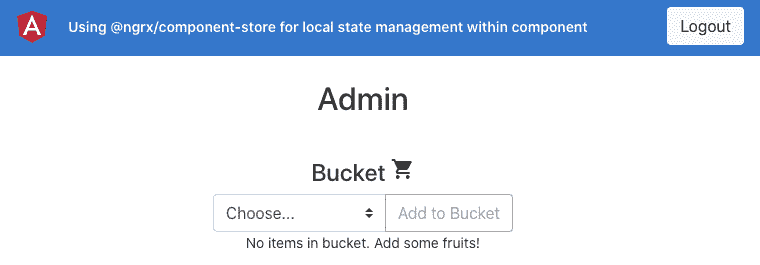 Using @ngrx/component-store for local state management within component
Logout
Admin
Bucket
Choose...
Add to Bucket
No items in bucket. Add some fruits!